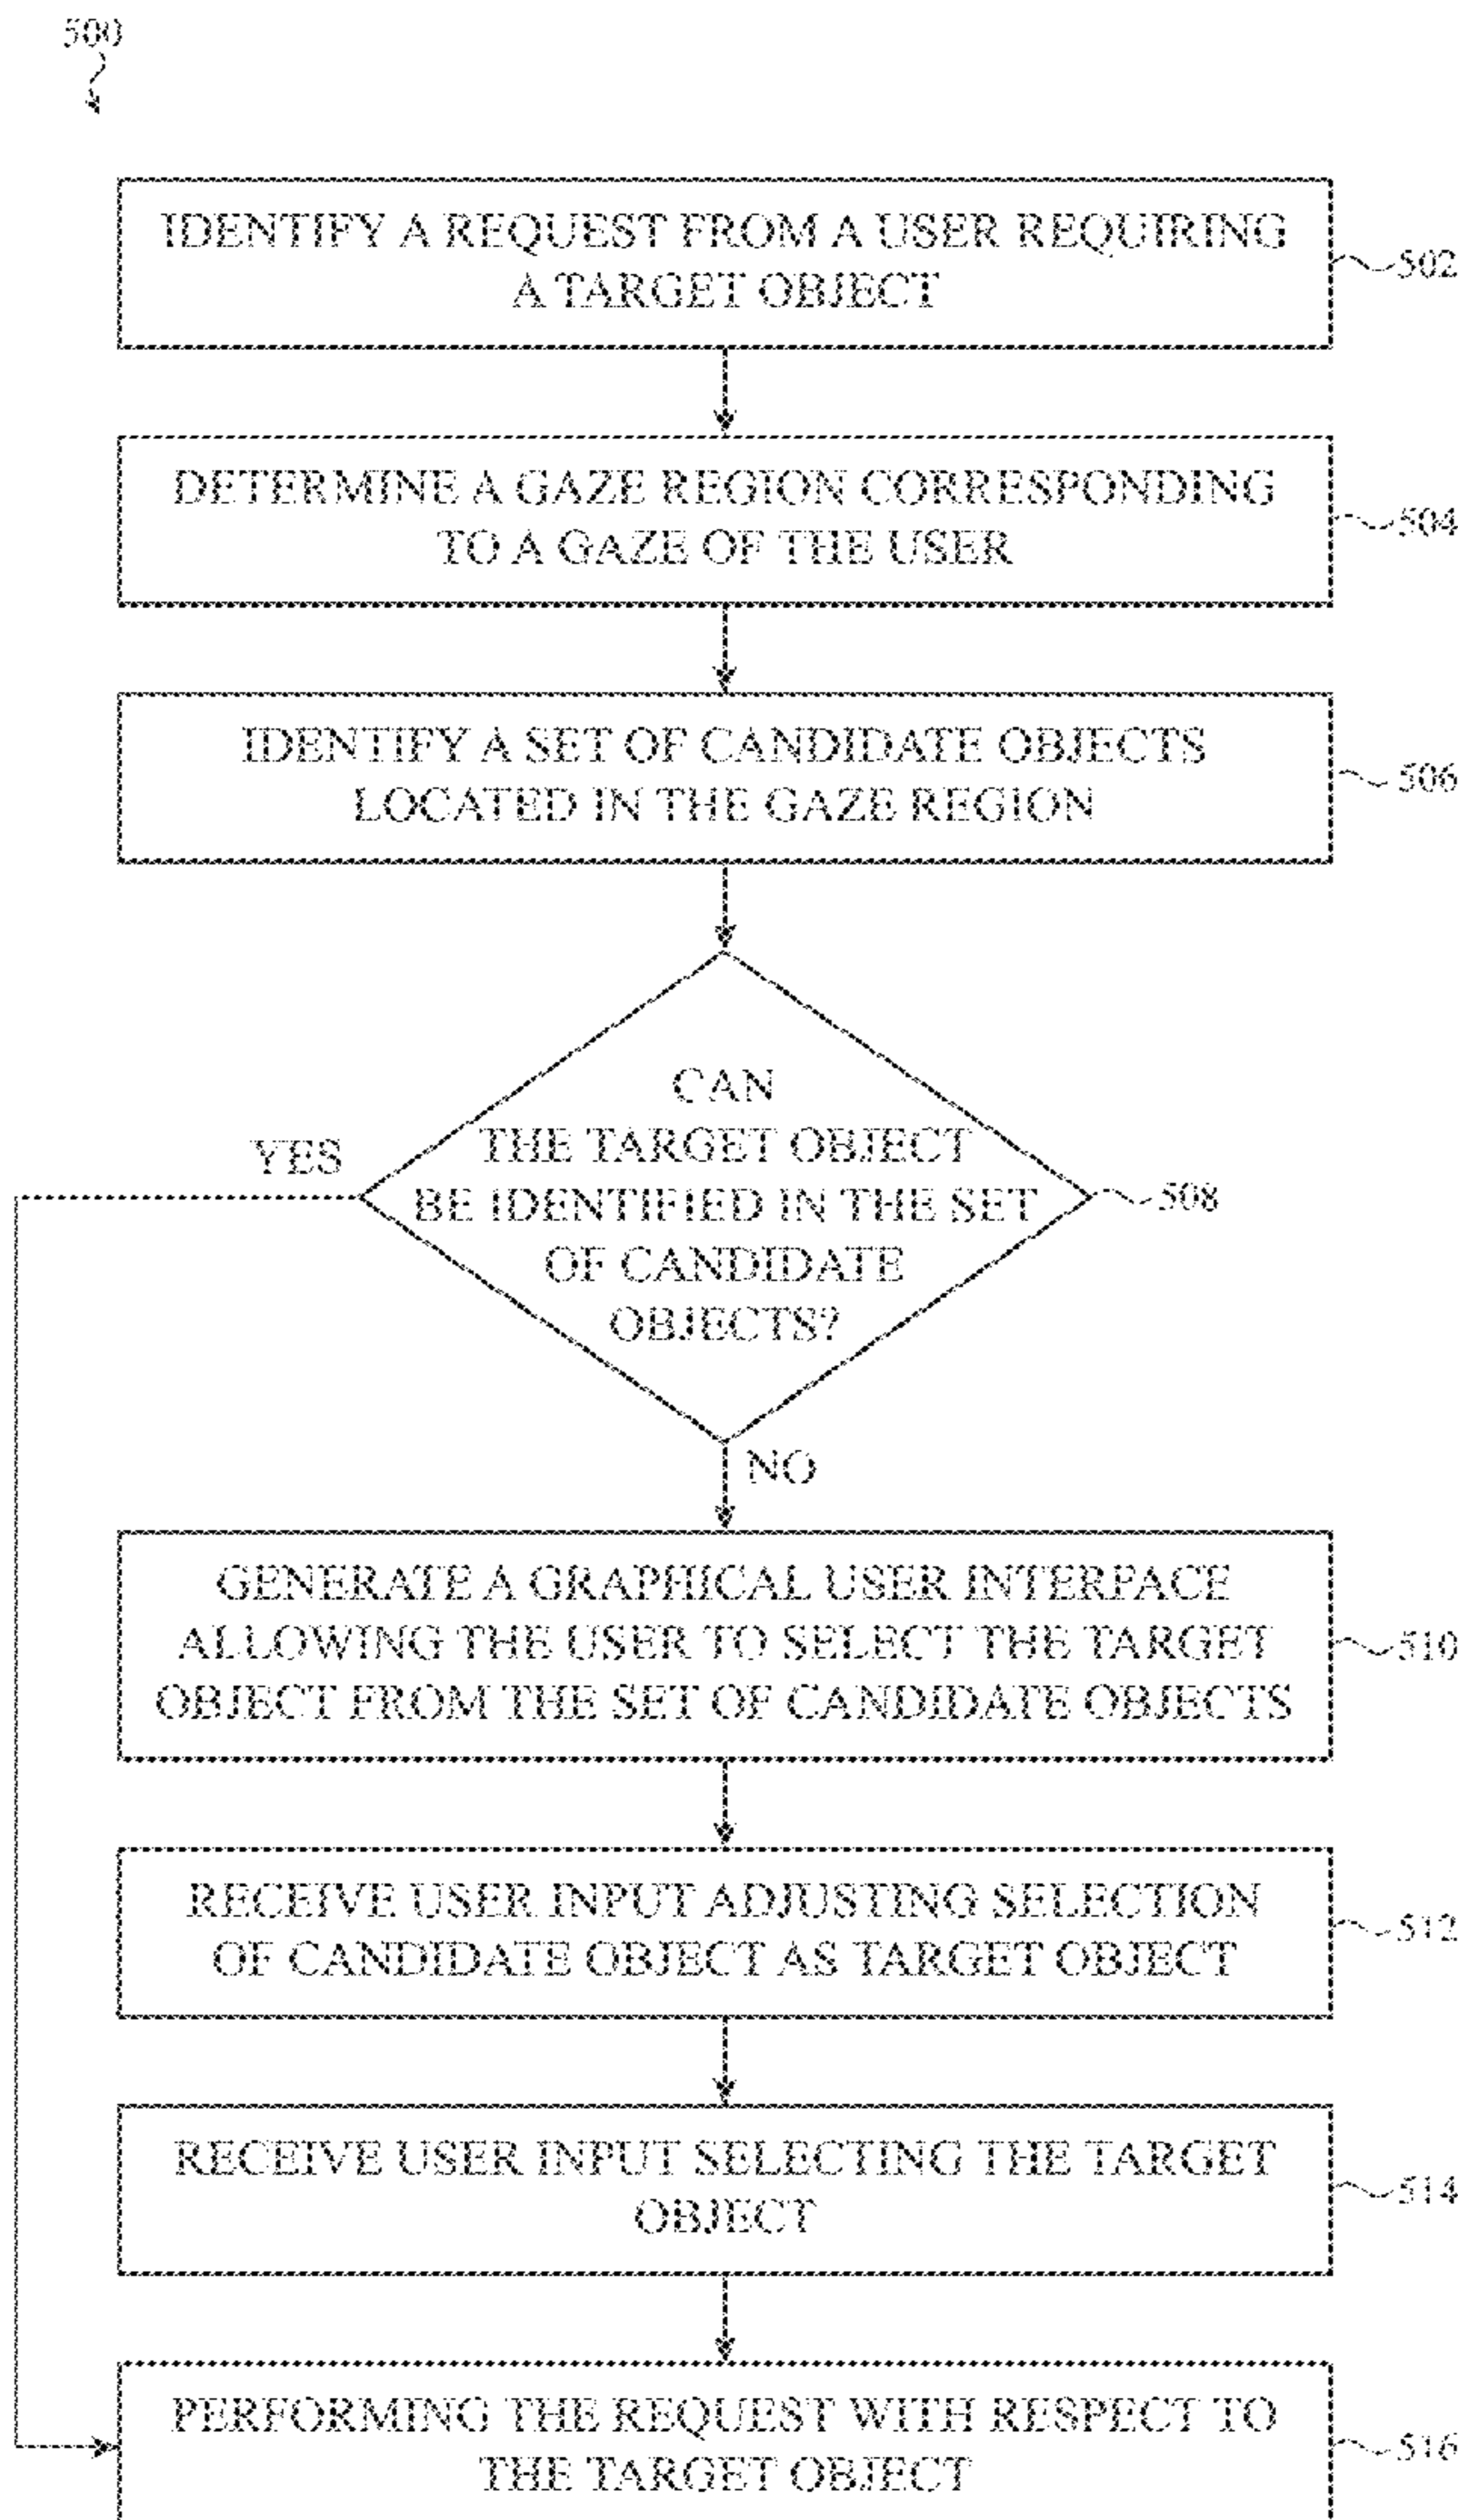 500
IDENTIFY A REQUEST FROM A USER REQUIRING
A TARGET OBJECT
502
DETERMINE A GAZE REGION CORRESPONDING
TO A GAZE OF THE USER
504
IDENTIFY A SET OF CANDIDATE OBJECTS
LOCATED IN THE GAZE REGION
506
CAN
THE TARGET OBJECT
BE IDENTIFIED IN THE SET
OF CANDIDATE
OBJECTS?
YES
508
NO
GENERATE A GRAPHICAL USER INTERFACE
ALLOWING THE USER TO SELECT THE TARGET
OBJECT FROM THE SET OF CANDIDATE OBJECTS
510
RECEIVE USER INPUT ADJUSTING SELECTION
OF CANDIDATE OBJECT AS TARGET OBJECT
512
RECEIVE USER INPUT SELECTING THE TARGET
OBJECT
514
PERFORMING THE REQUEST WITH RESPECT TO
THE TARGET OBJECT
516